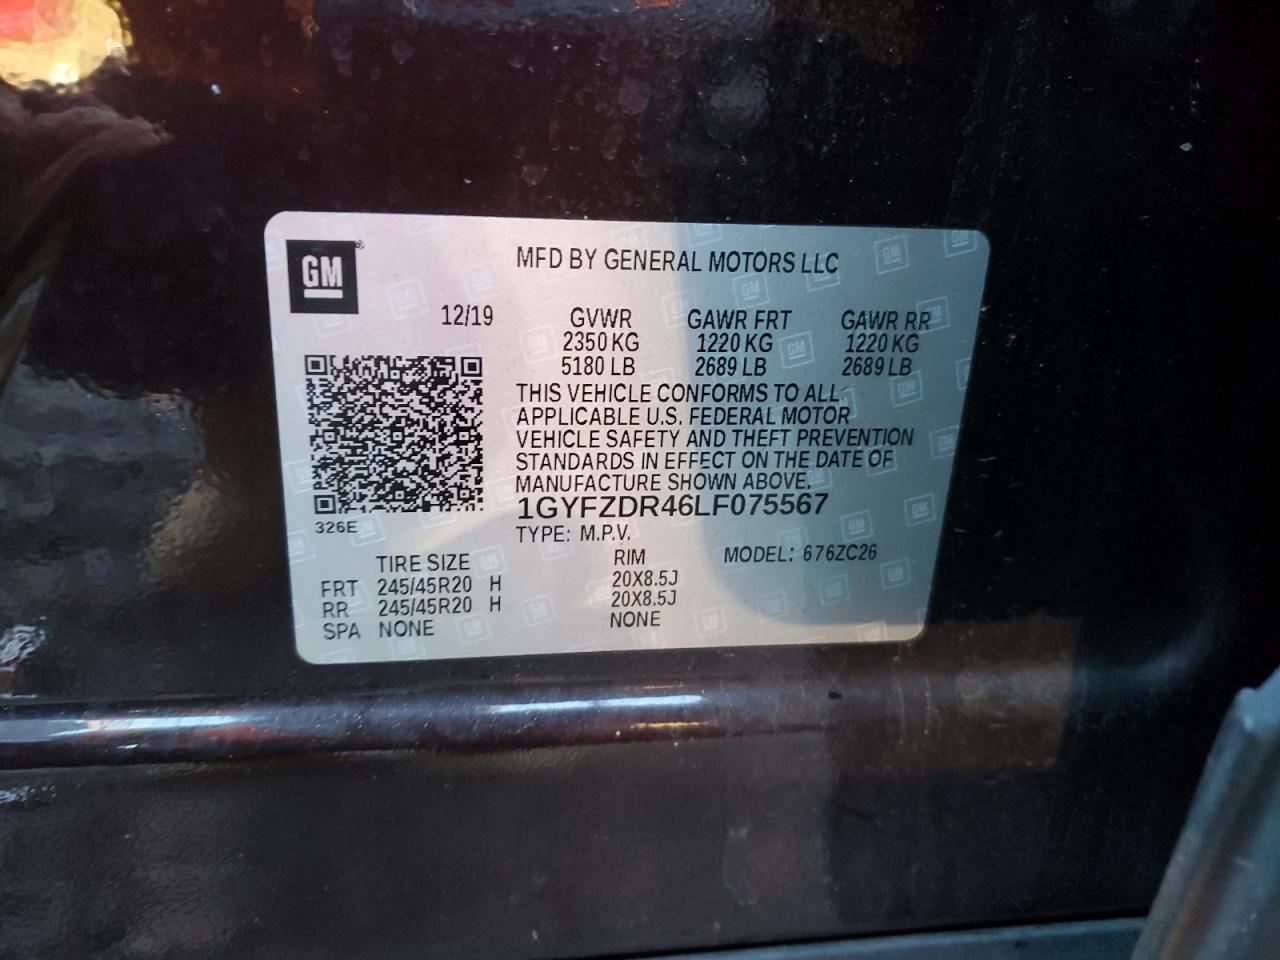 GM
MFD BY GENERAL MOTORS LLC
12/19
GVWR GAWR FRT GAWR RR
2350 KG 1220 KG 1220 KG
5180 LB 2689 LB 2689 LB
THIS VEHICLE CONFORMS TO ALL
APPLICABLE U.S. FEDERAL MOTOR
VEHICLE SAFETY AND THEFT PREVENTION
STANDARDS IN EFFECT ON THE DATE OF
MANUFACTURE SHOWN ABOVE.
1GYFZDR46LF075567
326E
TYPE: M.P.V.
TIRE SIZE RIM MODEL: 676ZC26
FRT 245/45R20 H 20X8.5J
RR 245/45R20 H 20X8.5J
SPA NONE NONE